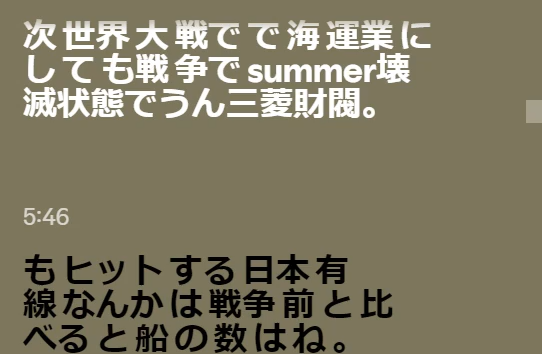 次世界大戦でで海運業に
しても戦争でsummer壊
滅状態でうん三菱財閥。
5:46
もヒットする日本有
線なんかは戦争前と比
べると船の数はね。